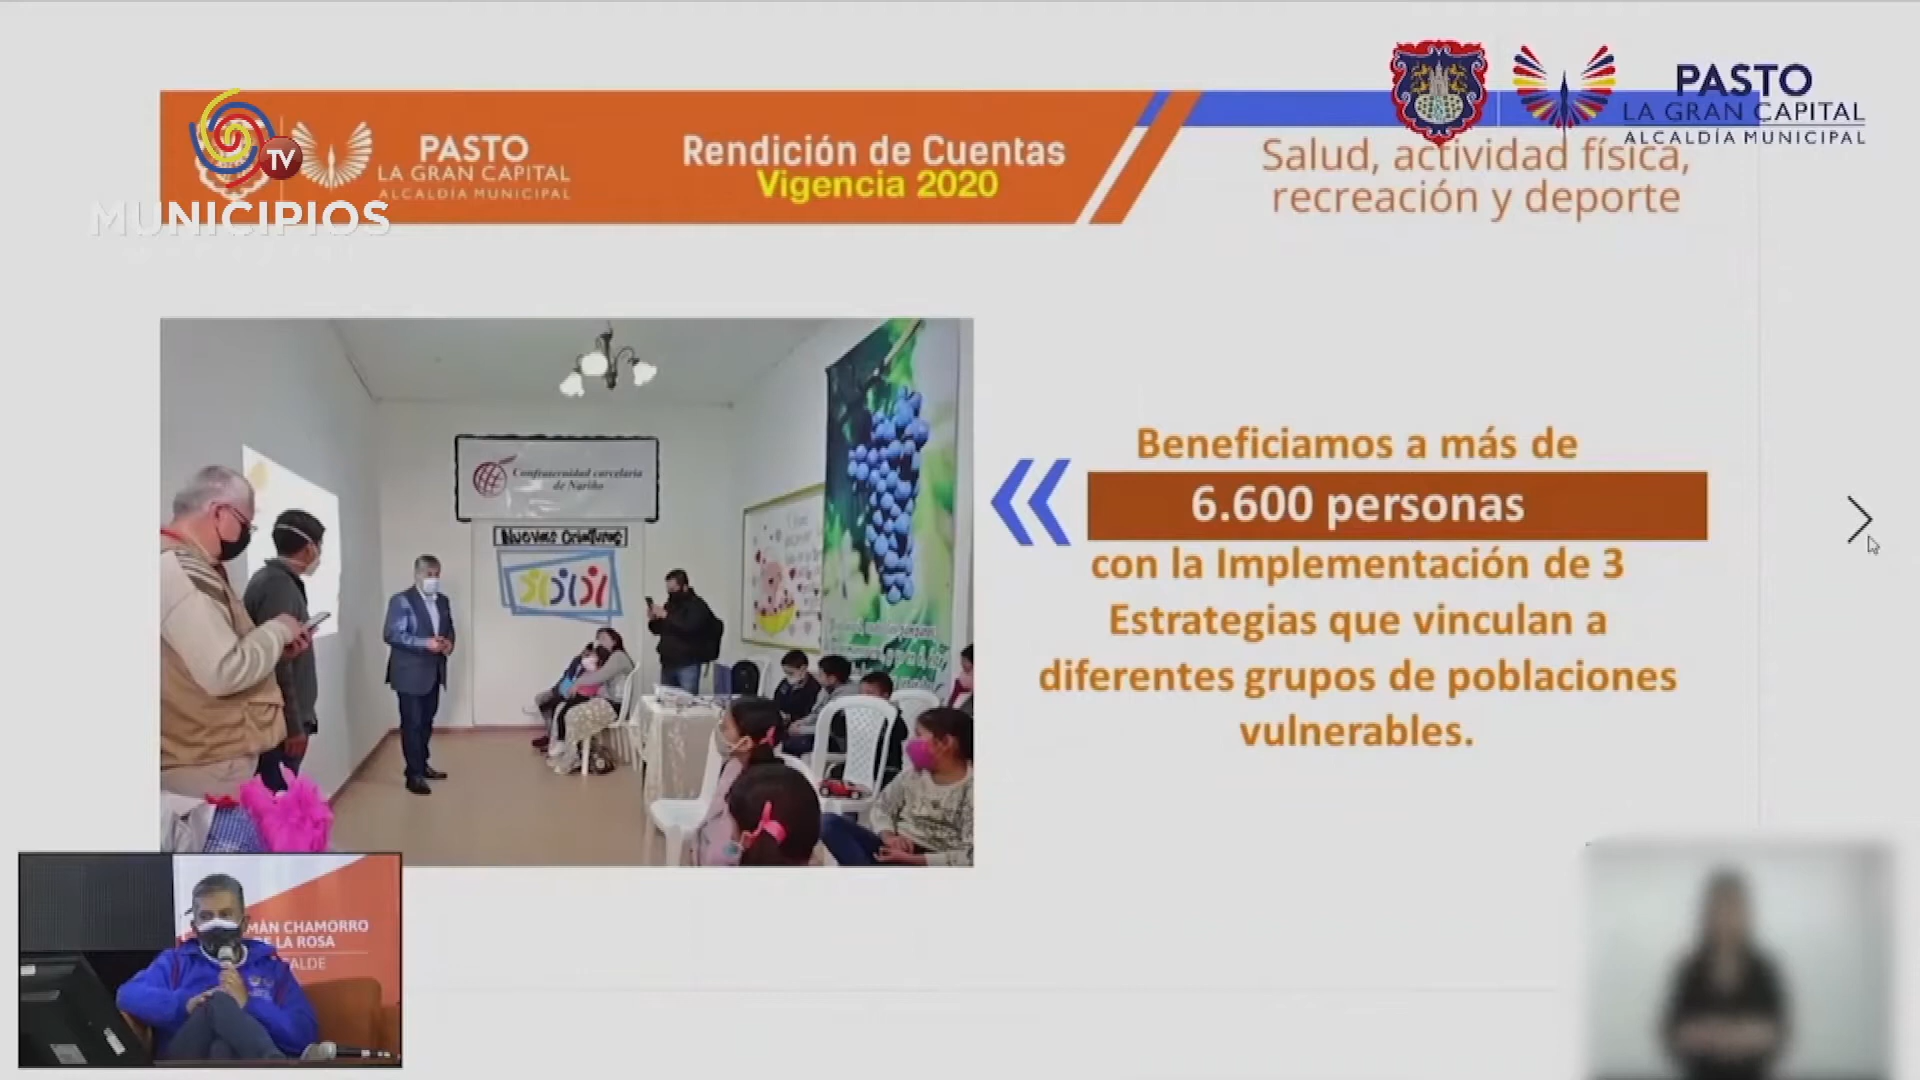 PASTO
LA GRAN CAPITAL
ALCALDÍA MUNICIPAL
TV
MUNICIPIOS
PASTO
LA GRAN CAPITAL
ALCALDÍA MUNICIPAL
Rendición de Cuentas
Vigencia 2020
Salud, actividad física,
recreación y deporte
Confraternidad carcelaria
de Nariño
Nuevas Criaturas
Beneficiamos a más de
6.600 personas
con la Implementación de 3
Estrategias que vinculan a
diferentes grupos de poblaciones
vulnerables.
MÁN CHAMORRO
DE LA ROSA
ALDE